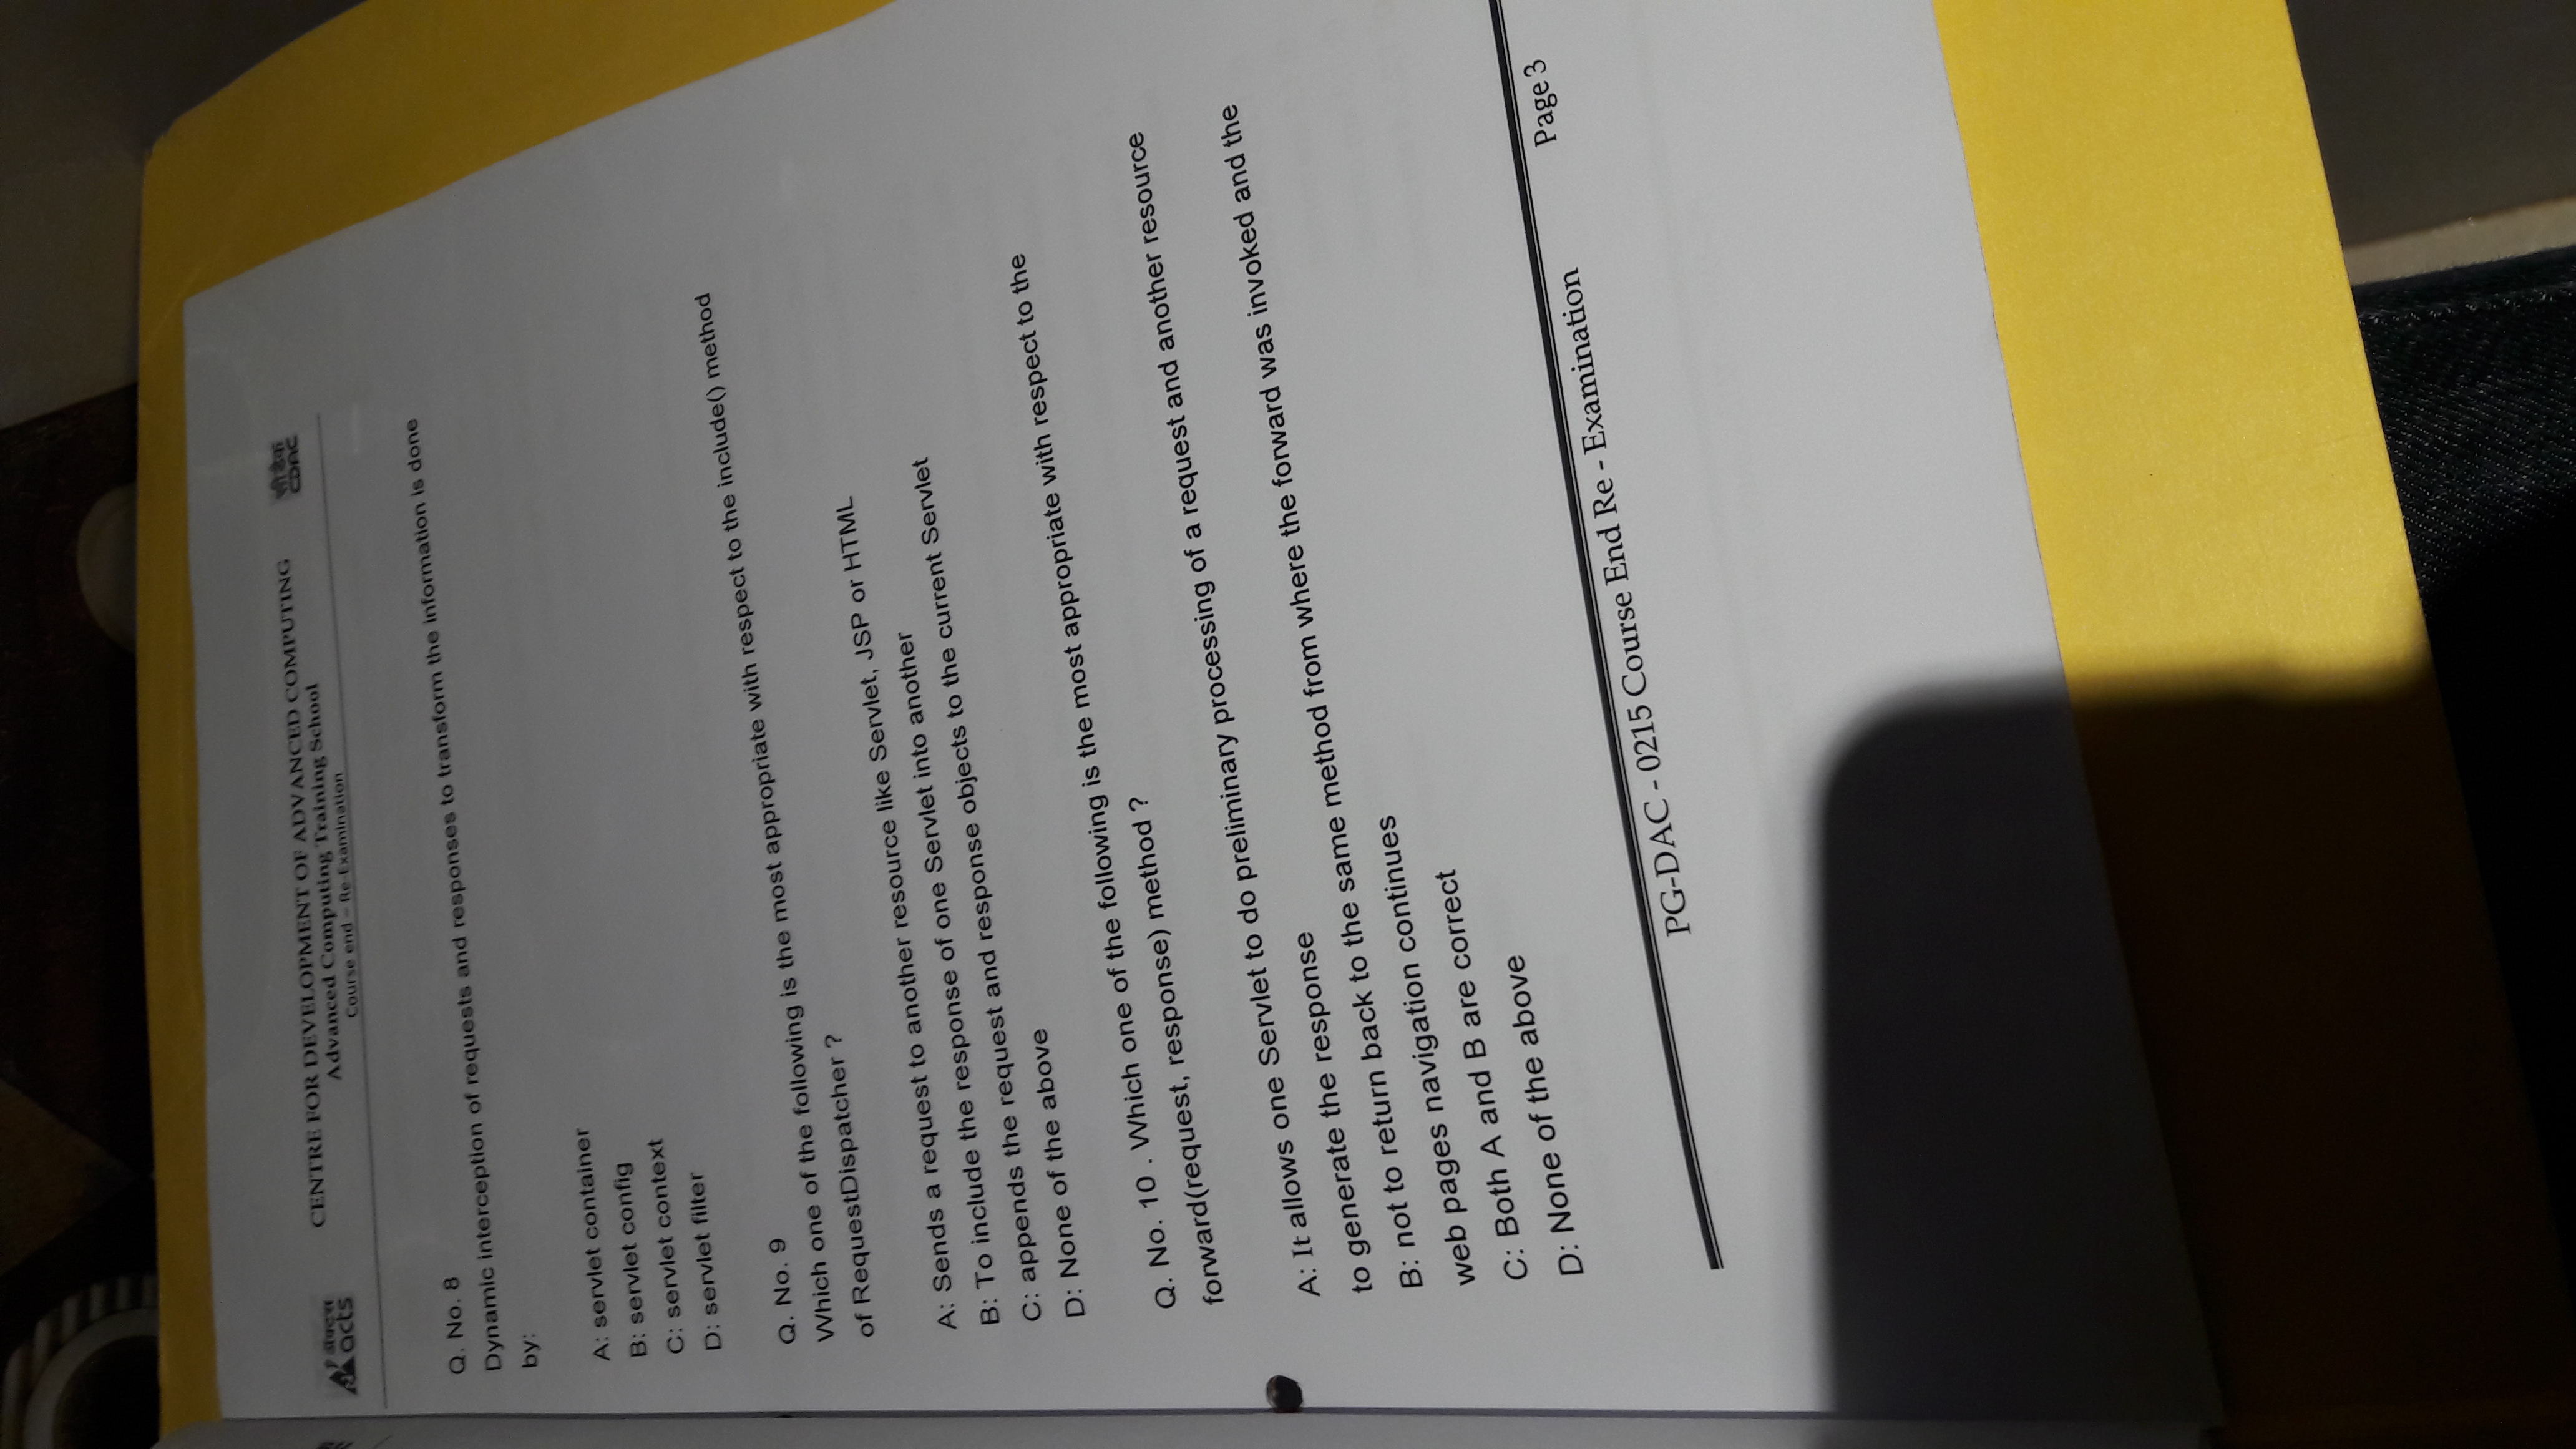 एक्ट्स
acts
CENTRE FOR DEVELOPMENT OF ADVANCED COMPUTING
Advanced Computing Training School
Course end – Re-Examination
सी डैक
CDAC
Q. No. 8
Dynamic interception of requests and responses to transform the information is done
by:
A: servlet container
B: servlet config
C: servlet context
D: servlet filter
Q. No. 9
Which one of the following is the most appropriate with respect to the include() method
of RequestDispatcher ?
A: Sends a request to another resource like Servlet, JSP or HTML
B: To include the response of one Servlet into another
C: appends the request and response objects to the current Servlet
D: None of the above
Q. No. 10 . Which one of the following is the most appropriate with respect to the
forward(request, response) method ?
A: It allows one Servlet to do preliminary processing of a request and another resource
to generate the response
B: not to return back to the same method from where the forward was invoked and the
web pages navigation continues
C: Both A and B are correct
D: None of the above
PG-DAC - 0215 Course End Re - Examination
Page 3